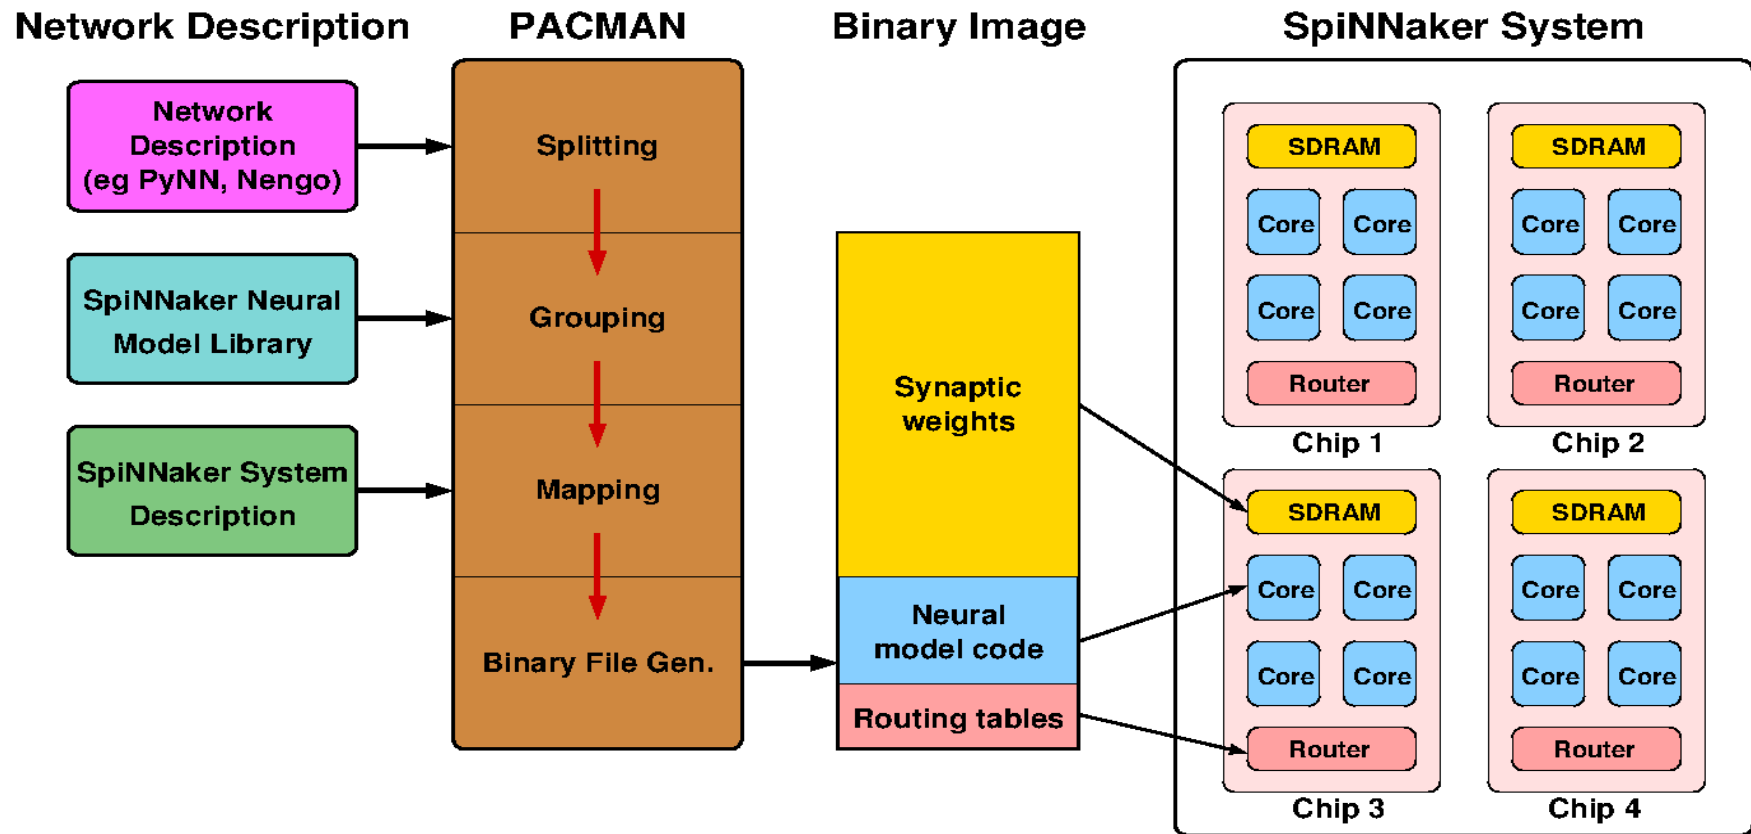 Network Description
PACMAN
Binary Image
SpiNNaker System
Network
Description
(eg PyNN, Nengo)
SpiNNaker Neural
Model Library
SpiNNaker System
Description
Splitting
Grouping
Mapping
Binary File Gen.
Synaptic
weights
Neural
model code
Routing tables
SDRAM
Core Core
Core Core
Router
Chip 1
SDRAM
Core Core
Core Core
Router
Chip 2
SDRAM
Core Core
Core Core
Router
Chip 3
SDRAM
Core Core
Core Core
Router
Chip 4